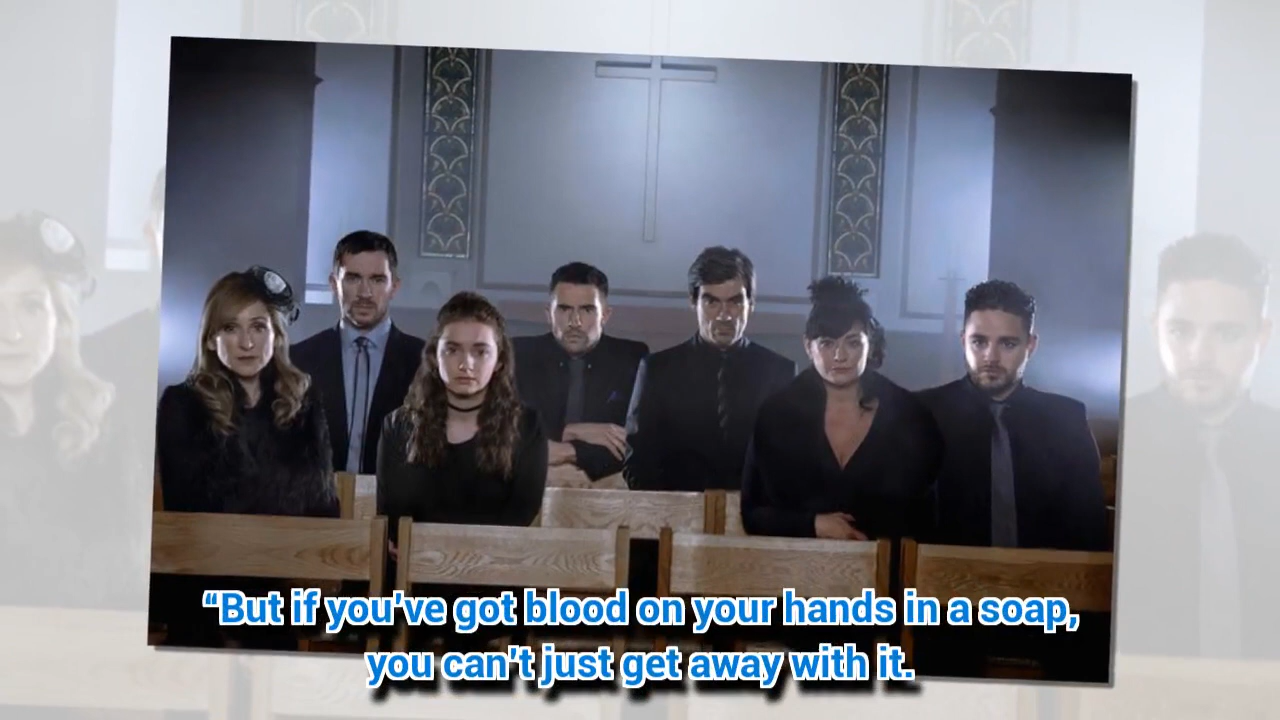 “But if you’ve got blood on your hands in a soap,
you can’t just get away with it.